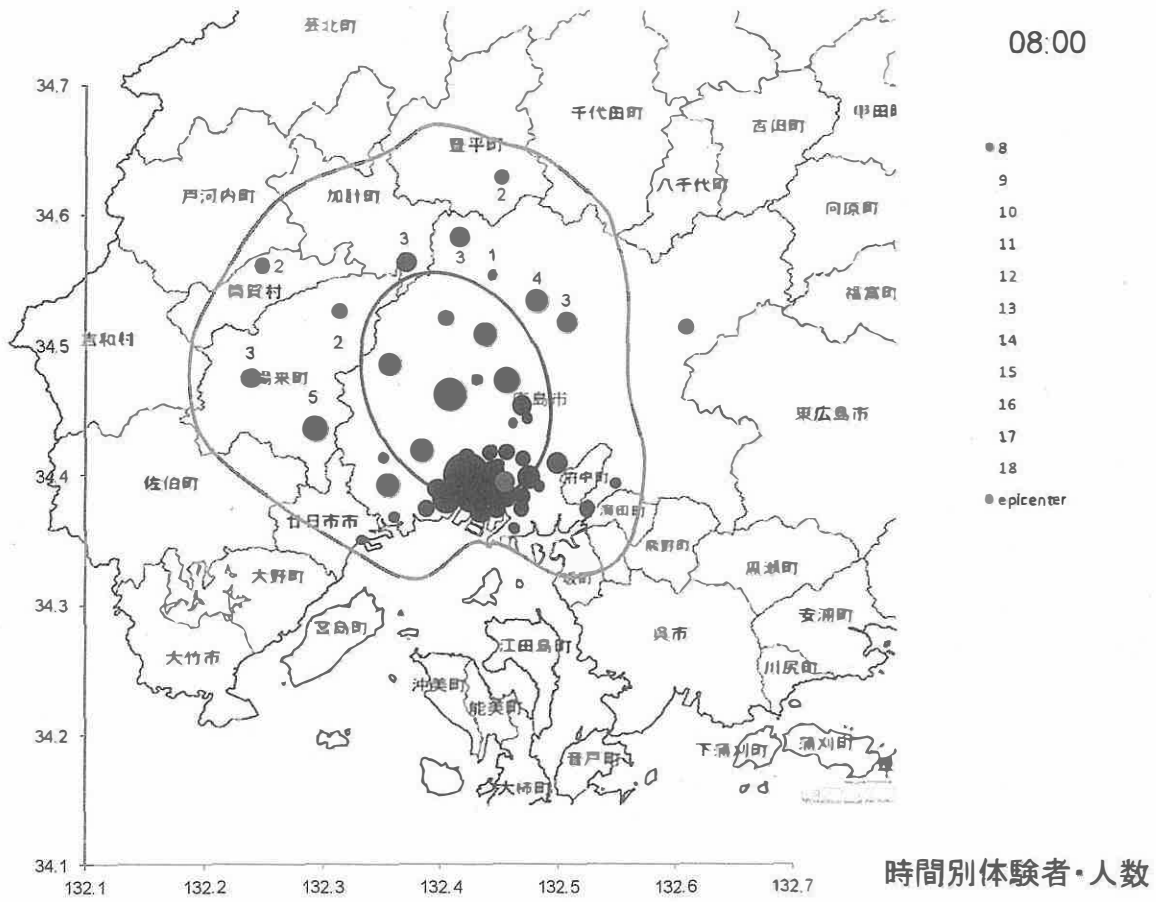 芸北町
08:00
34.7
千代田町
吉田町
豊平町
8
2
八千代町
戸河内町
加計町
9
34.6
向原町
10
3
3
1
11
2
4
12
筒賀村
3
福富町
13
2
14
34.5
吉和村
3
湯来町
15
5
広島市
東広島市
16
17
18
34.4
佐伯町
府中町
epicenter
海田町
廿日市市
熊野町
黒瀬町
大野町
坂町
34.3
宮島町
安浦町
江田島町
呉市
大竹市
川尻町
沖美町
能美町
34.2
下蒲刈町
蒲刈町
音戸町
大柿町
34.1
132.1
132.2
132.3
132.4
132.5
132.6
132.7
時間別体験者・人数